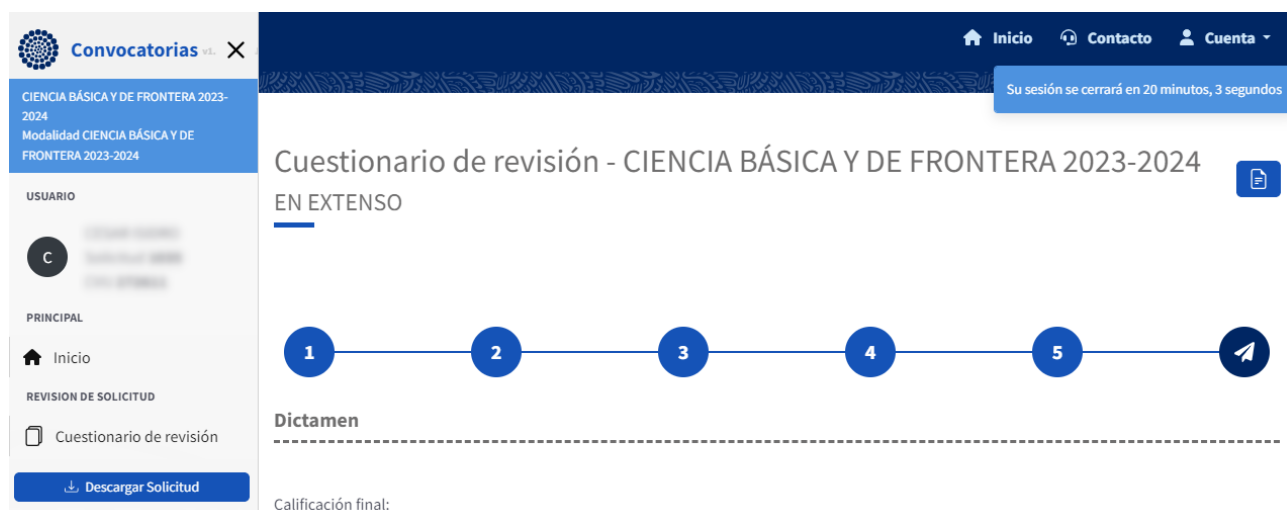 Convocatorias v1.
Inicio Contacto Cuenta
Su sesión se cerrará en 20 minutos, 3 segundos
CIENCIA BÁSICA Y DE FRONTERA 2023-
2024
Modalidad CIENCIA BÁSICA Y DE
FRONTERA 2023-2024
USUARIO
C
PRINCIPAL
Inicio
REVISION DE SOLICITUD
Cuestionario de revisión
Descargar Solicitud
Cuestionario de revisión - CIENCIA BÁSICA Y DE FRONTERA 2023-2024
EN EXTENSO
1 2 3 4 5
Dictamen
Calificación final: